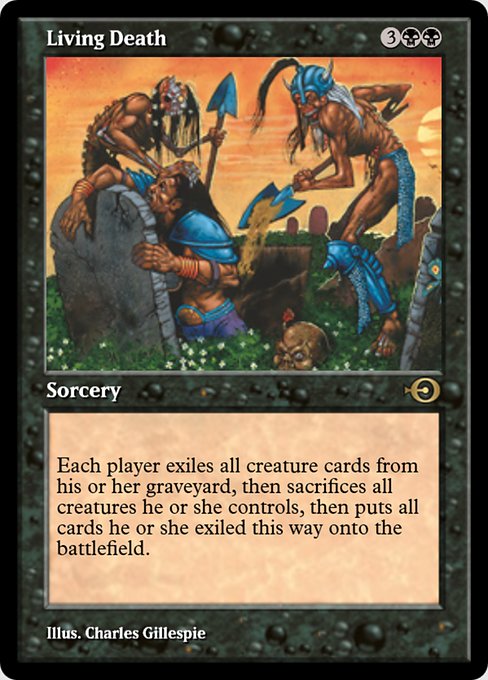 Living Death 3
Sorcery
Each player exiles all creature cards from
his or her graveyard, then sacrifices all
creatures he or she controls, then puts all
cards he or she exiled this way onto the
battlefield.
Illus. Charles Gillespie